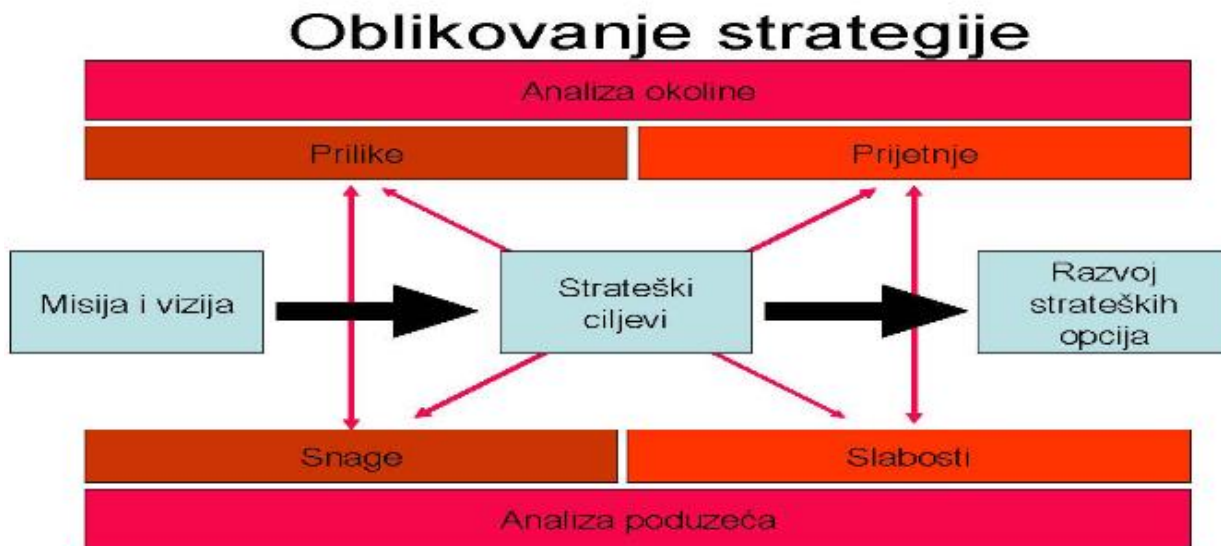 Oblikovanje strategije
Analiza okoline
Prilike
Prijetnje
Misija i vizija
Strateški
ciljevi
Razvoj
strateških
opcija
Snage
Slabosti
Analiza poduzeća